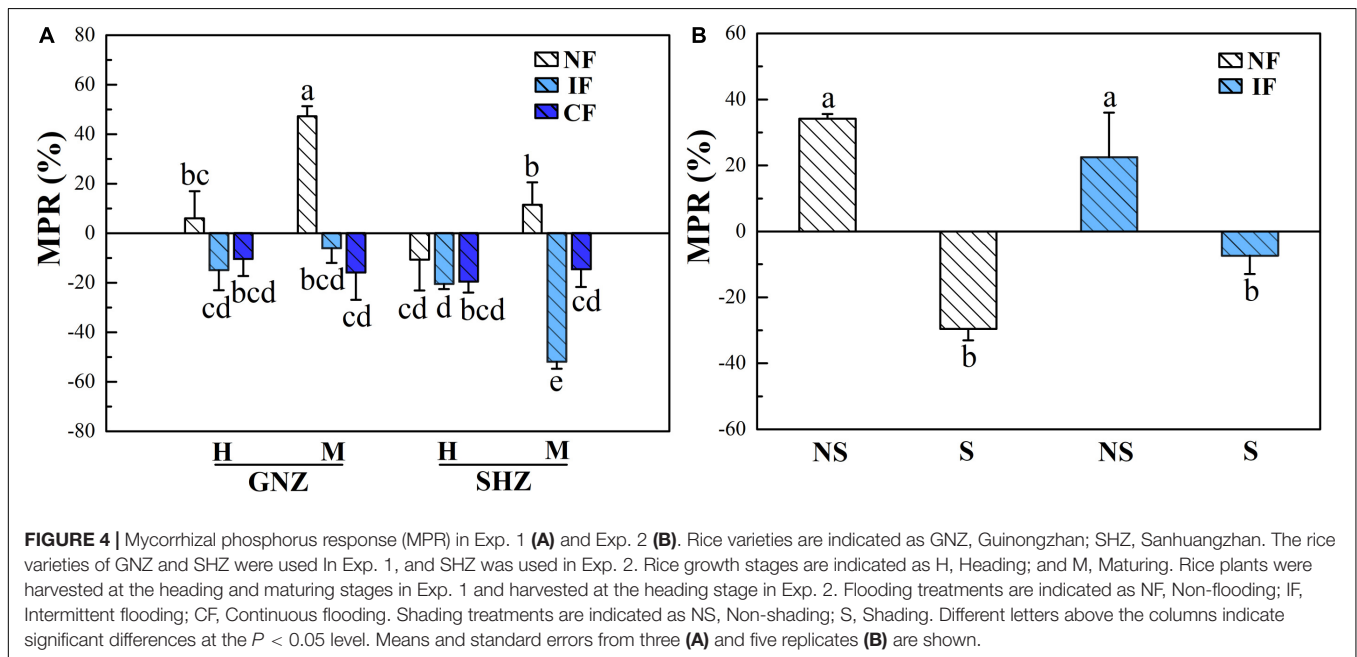 A
MPR (%)
80
60
40
20
0
-20
-40
-60
-80
NF
IF
CF
bc
cd
bcd
a
bcd
cd
cd
d
bcd
b
e
cd
H
M
H
M
GNZ
SHZ
B
MPR (%)
60
40
20
0
-20
-40
-60
NF
IF
a
b
a
b
NS
S
NS
S
FIGURE 4 | Mycorrhizal phosphorus response (MPR) in Exp. 1 (A) and Exp. 2 (B). Rice varieties are indicated as GNZ, Guinongzhan; SHZ, Sanhuangzhan. The rice
varieties of GNZ and SHZ were used In Exp. 1, and SHZ was used in Exp. 2. Rice growth stages are indicated as H, Heading; and M, Maturing. Rice plants were
harvested at the heading and maturing stages in Exp. 1 and harvested at the heading stage in Exp. 2. Flooding treatments are indicated as NF, Non-flooding; IF,
Intermittent flooding; CF, Continuous flooding. Shading treatments are indicated as NS, Non-shading; S, Shading. Different letters above the columns indicate
significant differences at the P < 0.05 level. Means and standard errors from three (A) and five replicates (B) are shown.